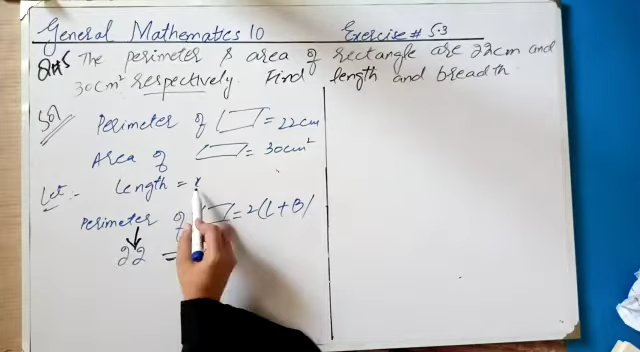 General Mathematics 10 Exercise # 5.3
Q#5 The perimeter & area of rectangle are 22cm and
30cm² respectively. Find length and breadth.
Sol
Perimeter of ▱ = 22cm
Area of ▱ = 30cm²
Let :- Length = x
Perimeter of ▱ = 2(L+B)
22 =